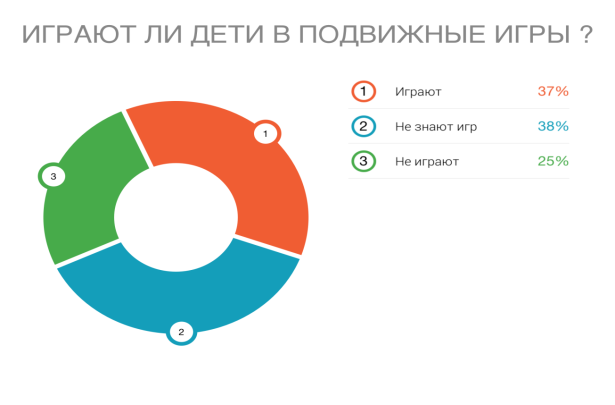 ИГРАЮТ ЛИ ДЕТИ В ПОДВИЖНЫЕ ИГРЫ ?
1 Играют 37%
2 Не знают игр 38%
3 Не играют 25%
1
3
2